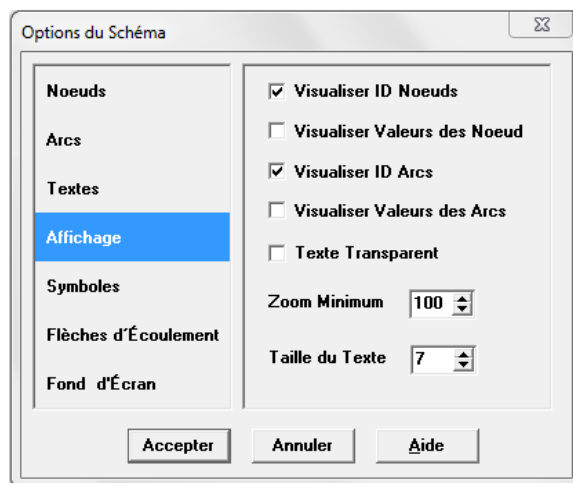 Options du Schéma
Noeuds
Arcs
Textes
Affichage
Symboles
Flèches d´Écoulement
Fond d'Écran
Visualiser ID Noeuds
Visualiser Valeurs des Noeud
Visualiser ID Arcs
Visualiser Valeurs des Arcs
Texte Transparent
Zoom Minimum 100
Taille du Texte 7
Accepter Annuler Aide